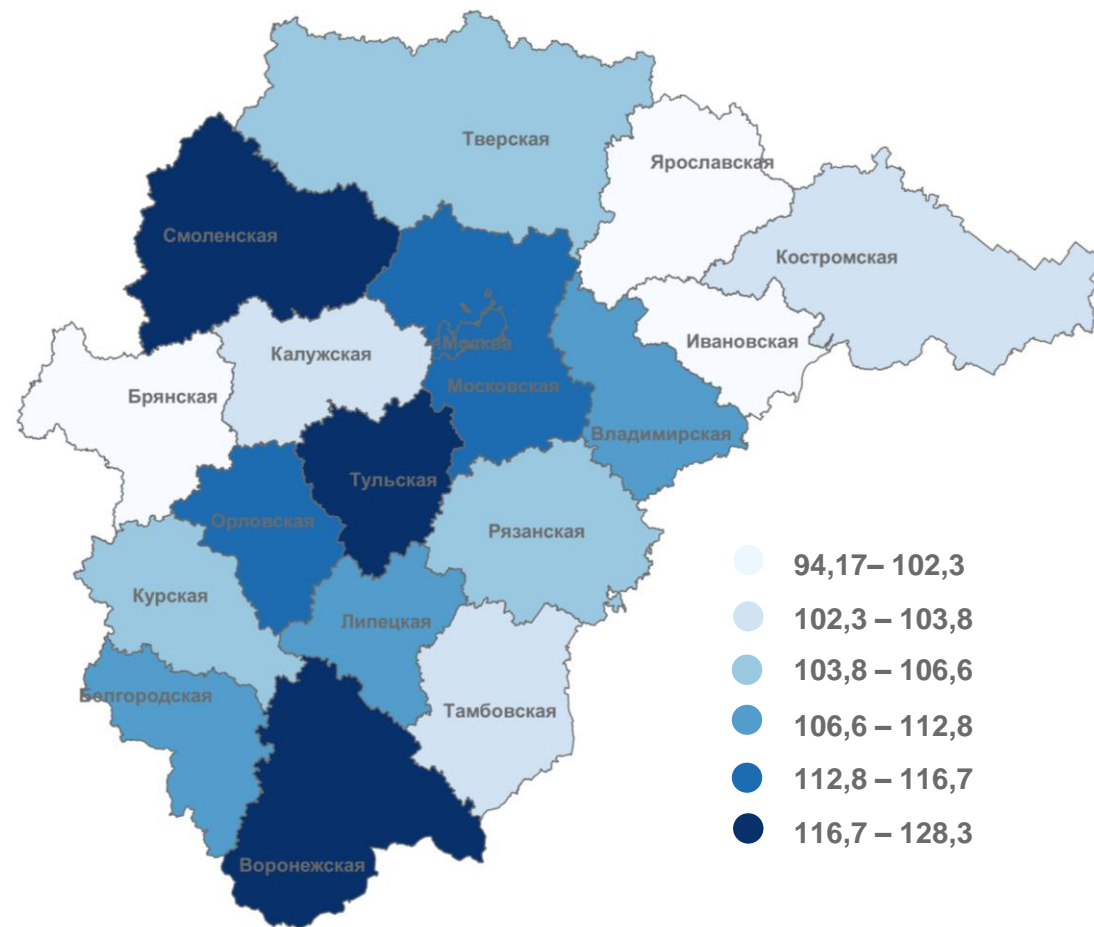 Тверская
Ярославская
Смоленская
Костромская
Ивановская
Москва
Калужская
Московская
Брянская
Владимирская
Тульская
Орловская
Рязанская
Курская
Липецкая
Белгородская
Тамбовская
Воронежская
94,17– 102,3
102,3 – 103,8
103,8 – 106,6
106,6 – 112,8
112,8 – 116,7
116,7 – 128,3